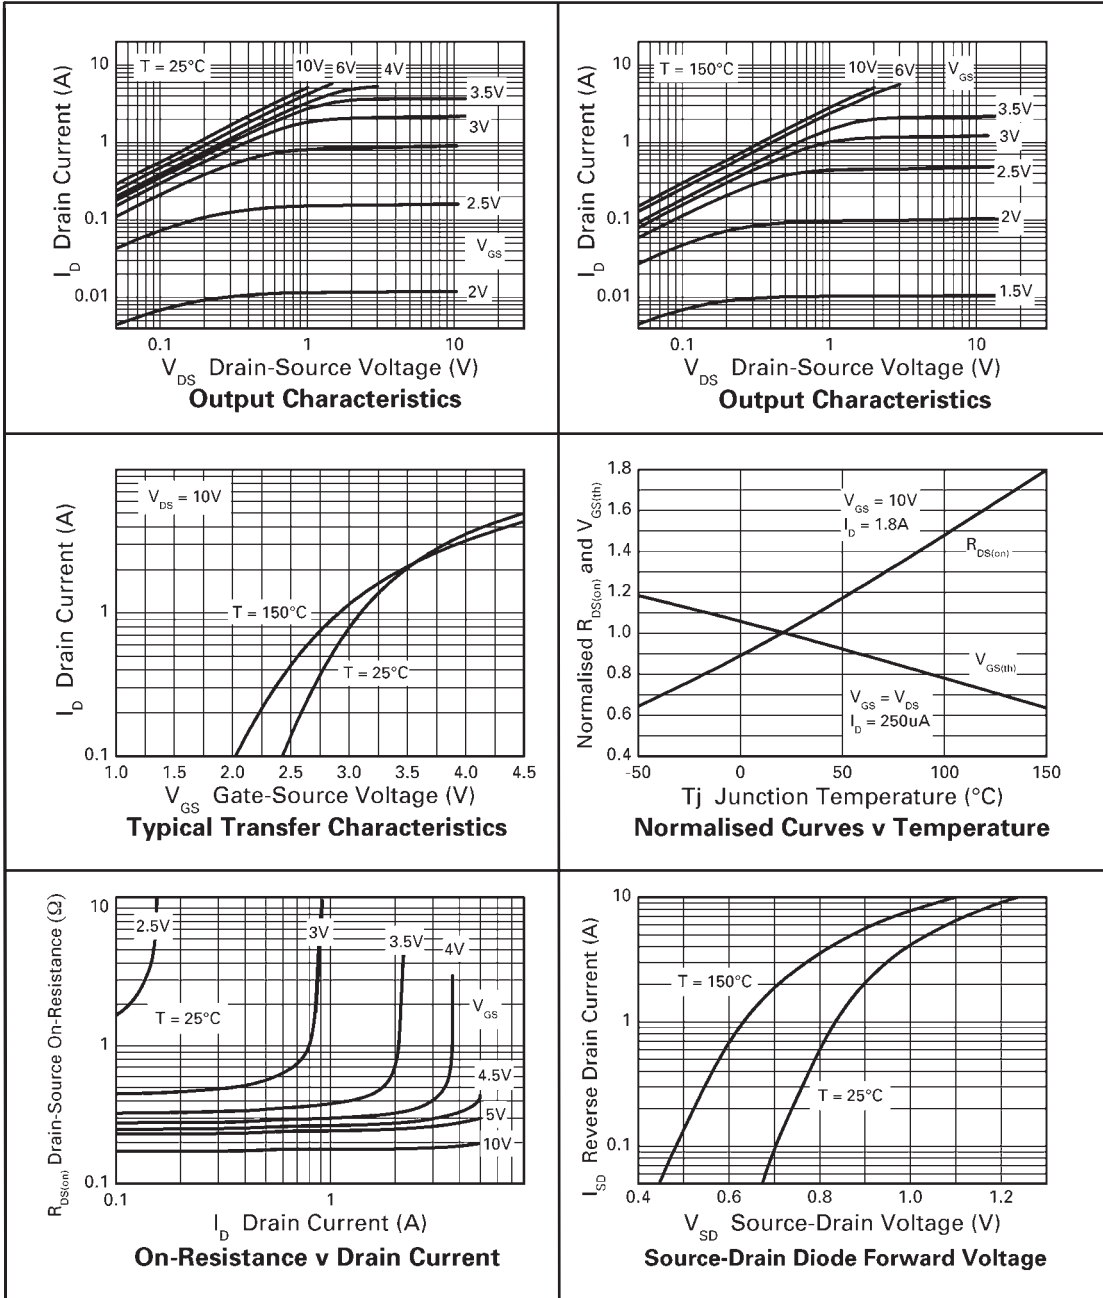 10
T = 25°C
10V
6V
4V
3.5V
3V
1
2.5V
0.1
V_GS
0.01
2V
0.1
1
10
I_D Drain Current (A)
V_DS Drain-Source Voltage (V)
Output Characteristics
10
T = 150°C
10V
6V
V_GS
3.5V
3V
1
2.5V
0.1
2V
0.01
1.5V
0.1
1
10
I_D Drain Current (A)
V_DS Drain-Source Voltage (V)
Output Characteristics
V_DS = 10V
1
T = 150°C
T = 25°C
0.1
1.0 1.5 2.0 2.5 3.0 3.5 4.0 4.5
I_D Drain Current (A)
V_GS Gate-Source Voltage (V)
Typical Transfer Characteristics
1.8
1.6
1.4
1.2
1.0
0.8
0.6
0.4
V_GS = 10V
I_D = 1.8A
R_DS(on)
V_GS(th)
V_GS = V_DS
I_D = 250uA
-50 0 50 100 150
Normalised R_DS(on) and V_GS(th)
Tj Junction Temperature (°C)
Normalised Curves v Temperature
10
2.5V
3V
3.5V
4V
T = 25°C
V_GS
1
4.5V
5V
10V
0.1
0.1
1
R_DS(on) Drain-Source On-Resistance (Ω)
I_D Drain Current (A)
On-Resistance v Drain Current
10
T = 150°C
1
T = 25°C
0.1
0.4 0.6 0.8 1.0 1.2
I_SD Reverse Drain Current (A)
V_SD Source-Drain Voltage (V)
Source-Drain Diode Forward Voltage